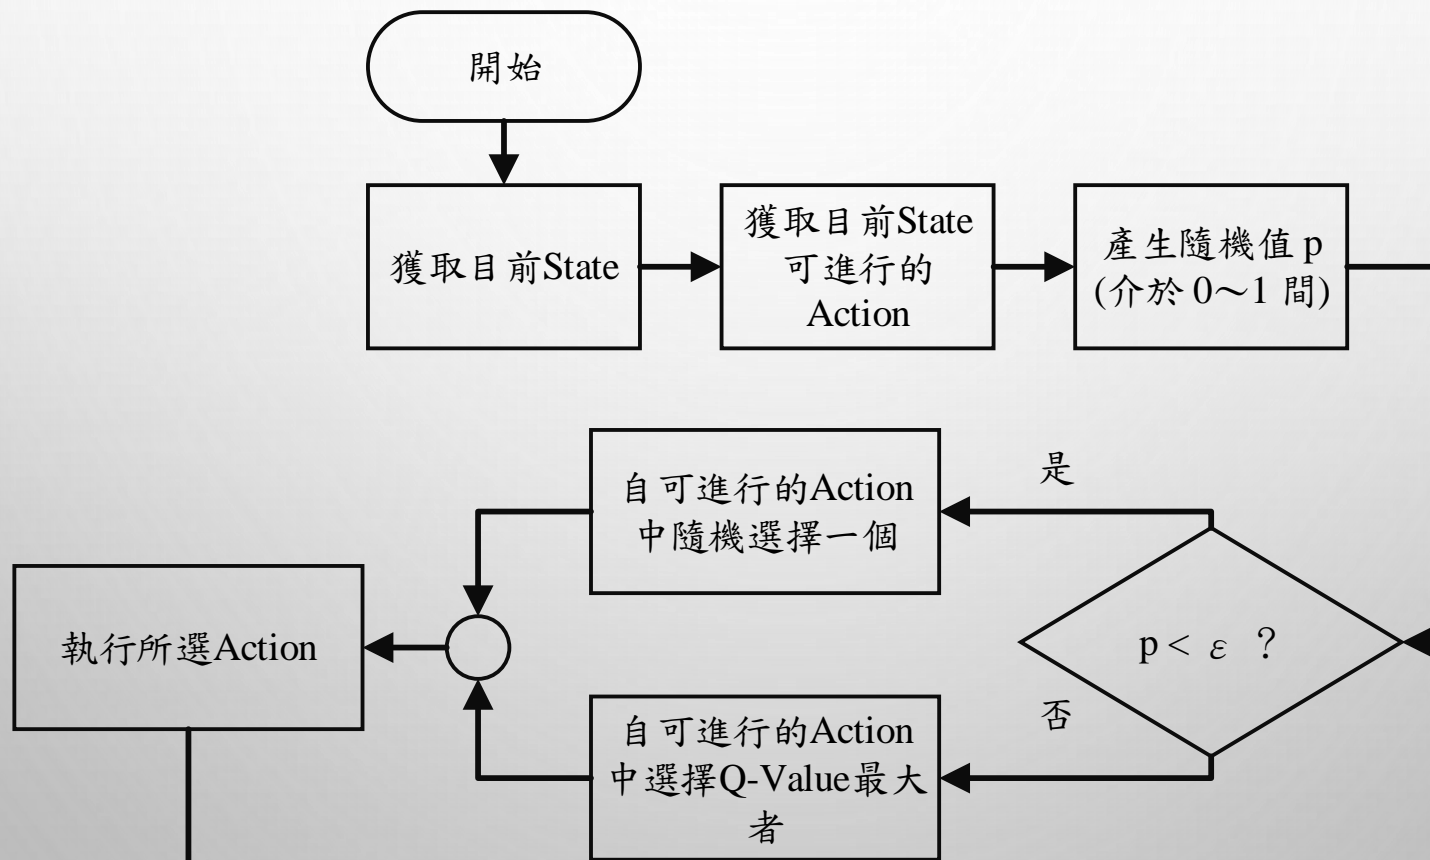 開始
獲取目前State
獲取目前State
可進行的
Action
產生隨機值 p
(介於 0～1 間)
自可進行的Action
中隨機選擇一個
是
執行所選Action
p < ε ？
否
自可進行的Action
中選擇Q-Value最大
者